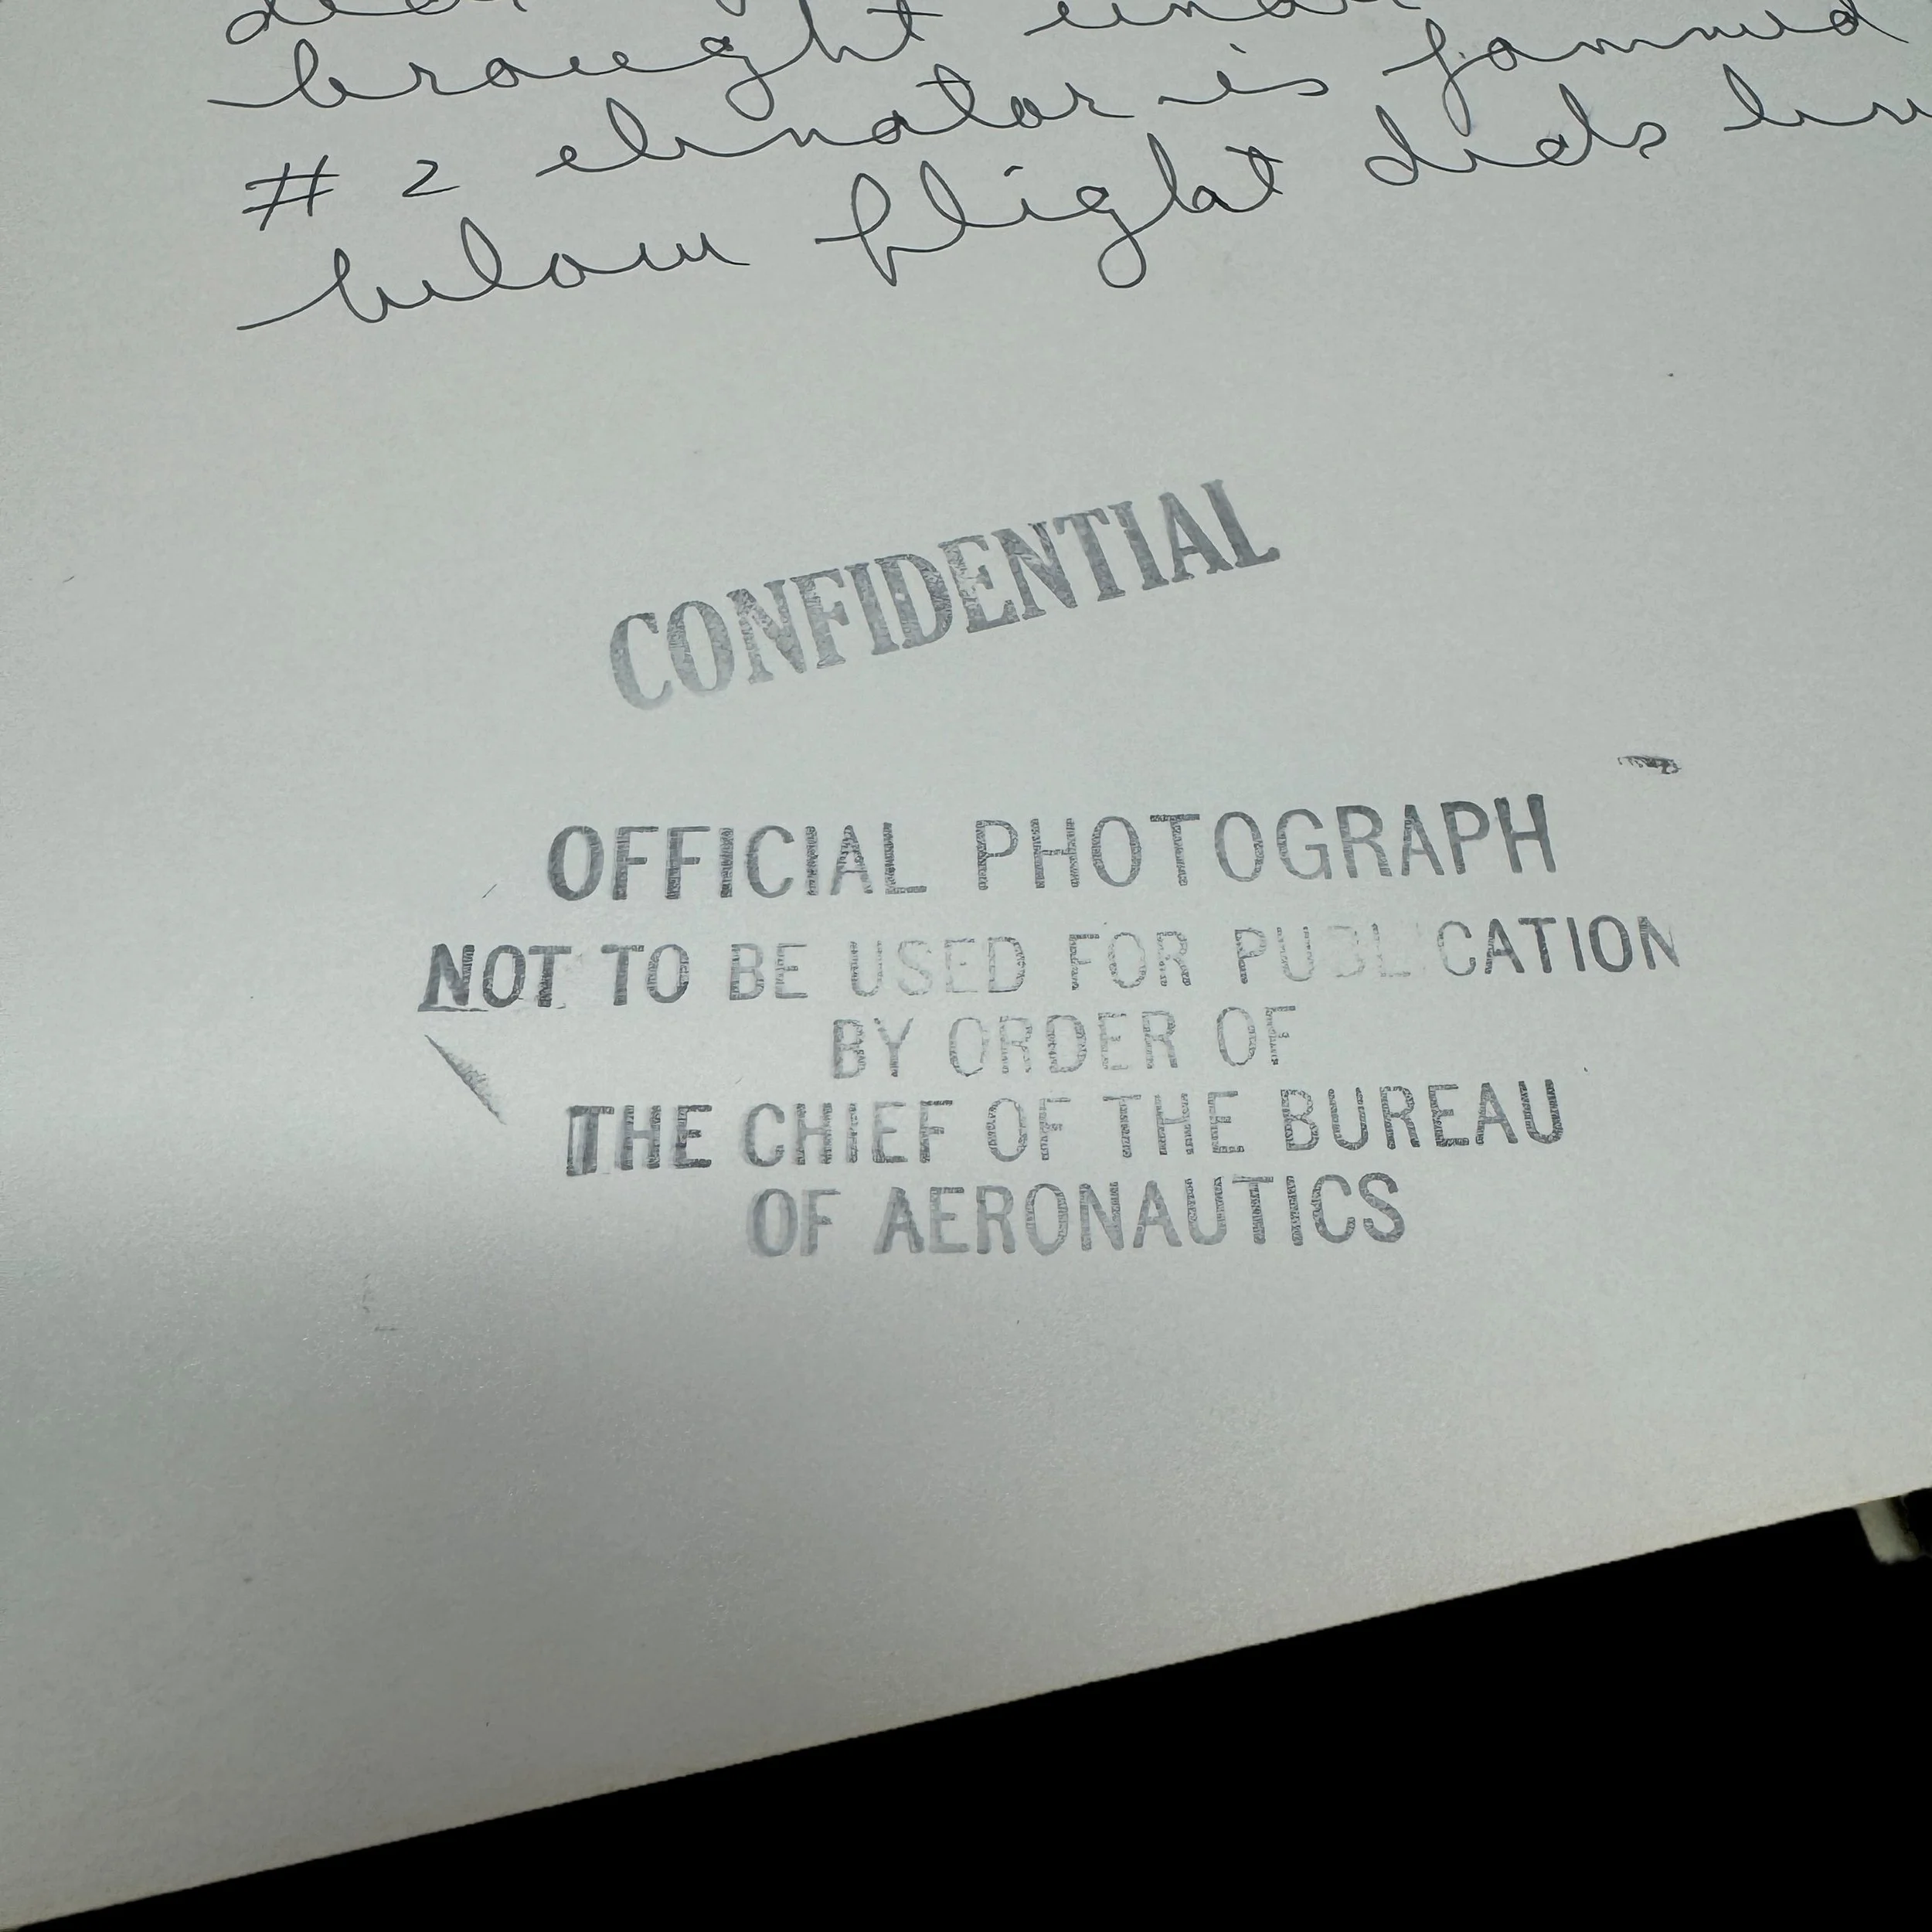 brought
# 2 elevator is jammed
below flight deck
CONFIDENTIAL
OFFICIAL PHOTOGRAPH
NOT TO BE USED FOR PUBLICATION
BY ORDER OF
THE CHIEF OF THE BUREAU
OF AERONAUTICS